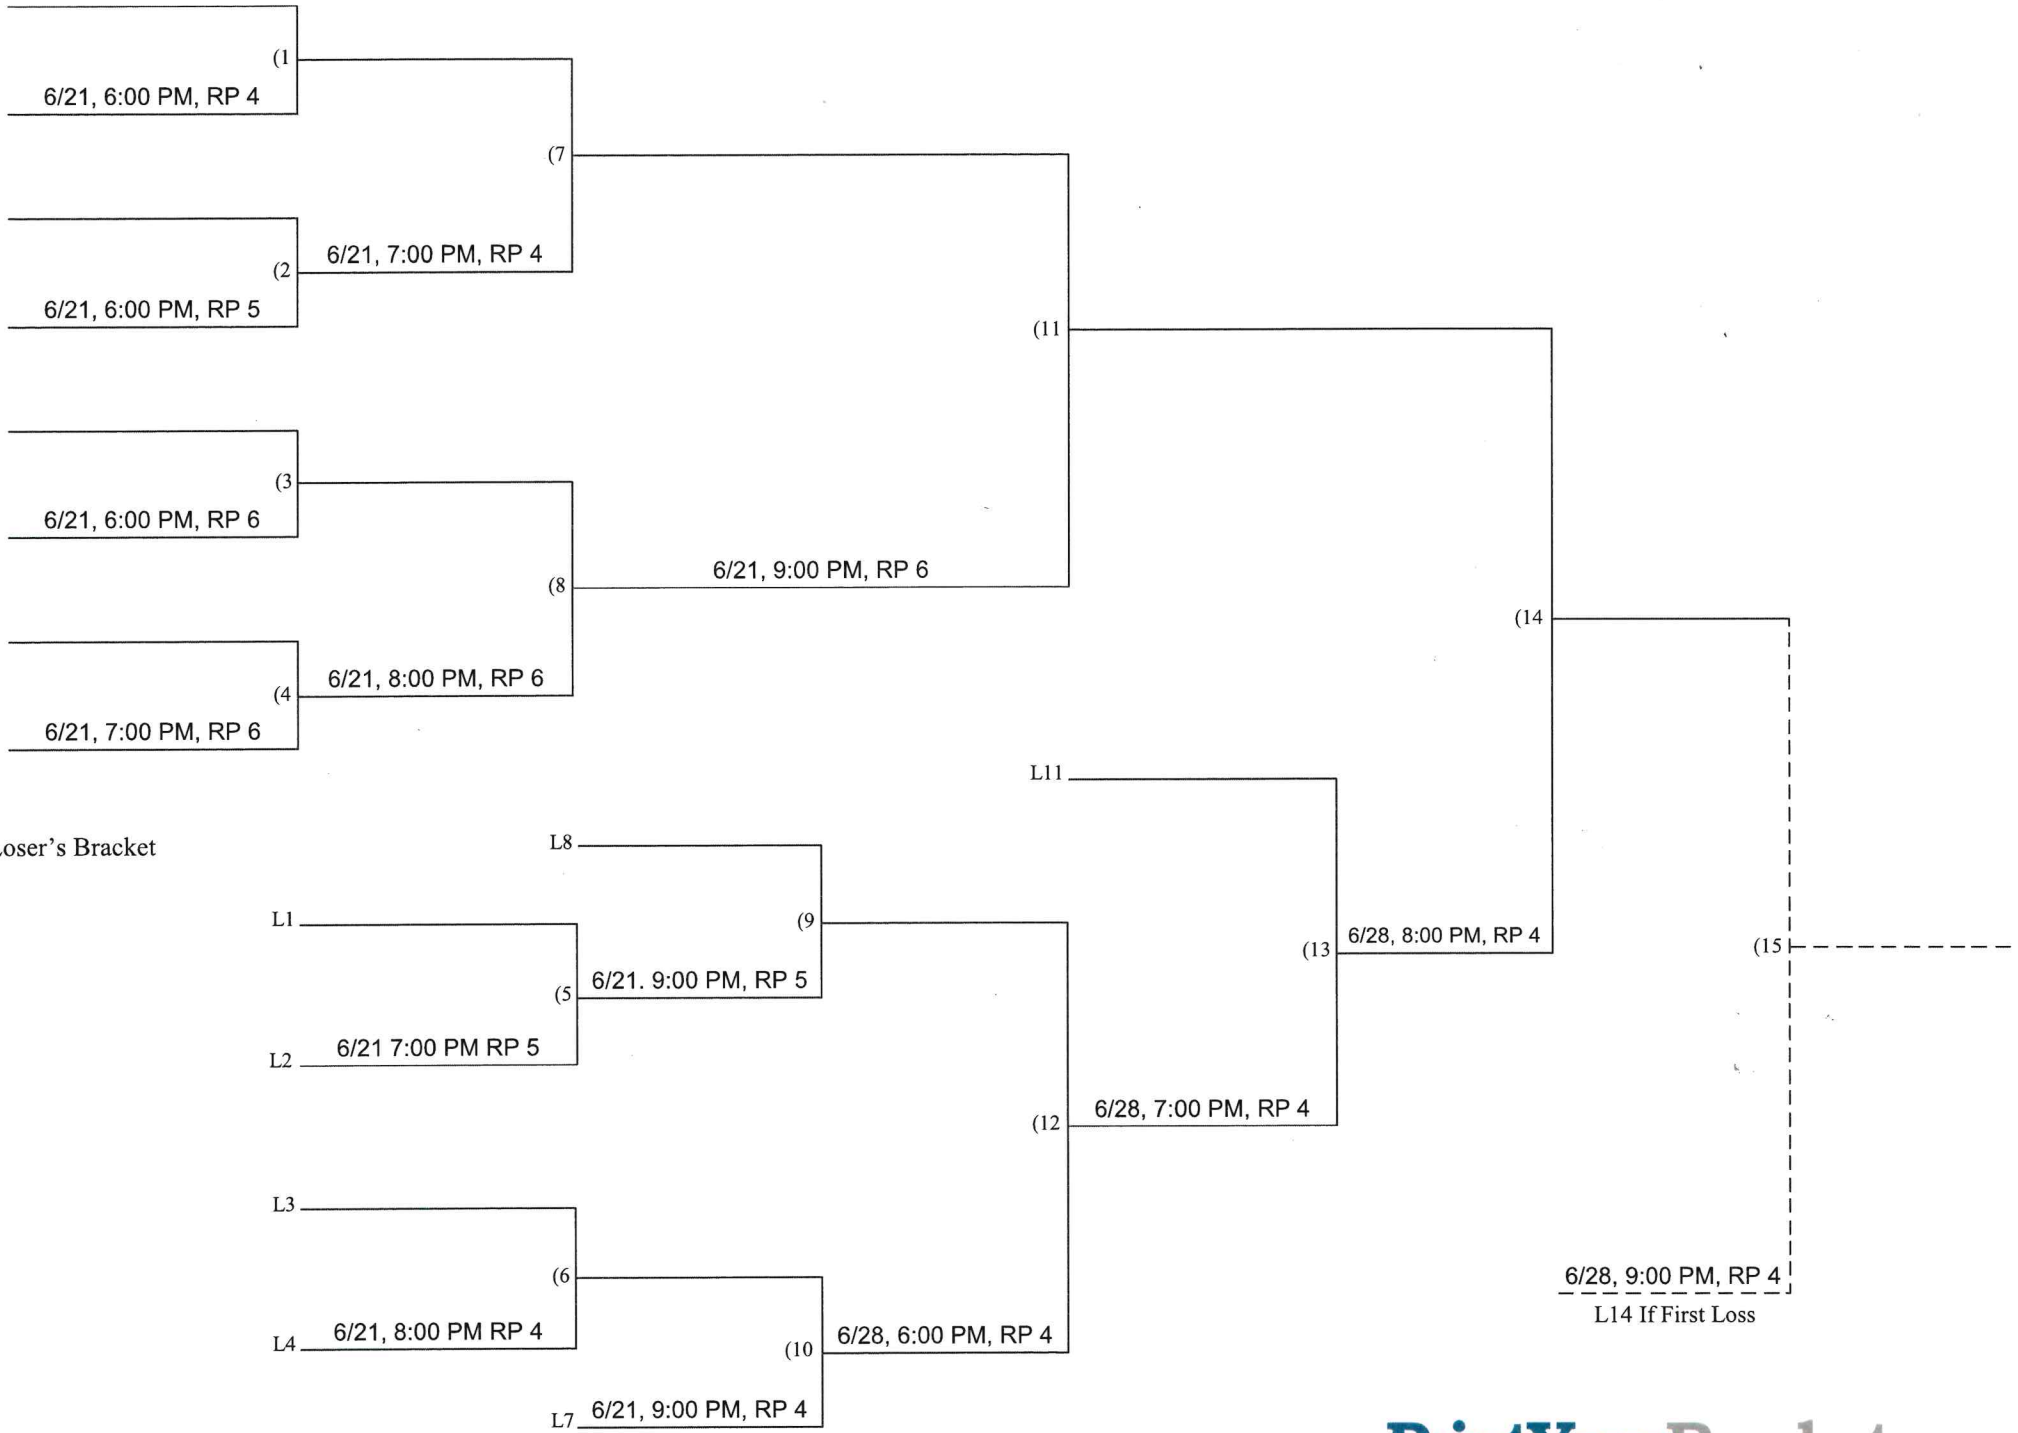 (1
6/21, 6:00 PM, RP 4
(7
(2
6/21, 7:00 PM, RP 4
6/21, 6:00 PM, RP 5
(11
(3
6/21, 6:00 PM, RP 6
(8
6/21, 9:00 PM, RP 6
(14
(4
6/21, 8:00 PM, RP 6
6/21, 7:00 PM, RP 6
L11
oser's Bracket
L8
L1
(9
(13
6/28, 8:00 PM, RP 4
(15
(5
6/21. 9:00 PM, RP 5
L2
6/21 7:00 PM RP 5
(12
6/28, 7:00 PM, RP 4
L3
(6
6/28, 9:00 PM, RP 4
L14 If First Loss
L4
6/21, 8:00 PM RP 4
(10
6/28, 6:00 PM, RP 4
L7
6/21, 9:00 PM, RP 4